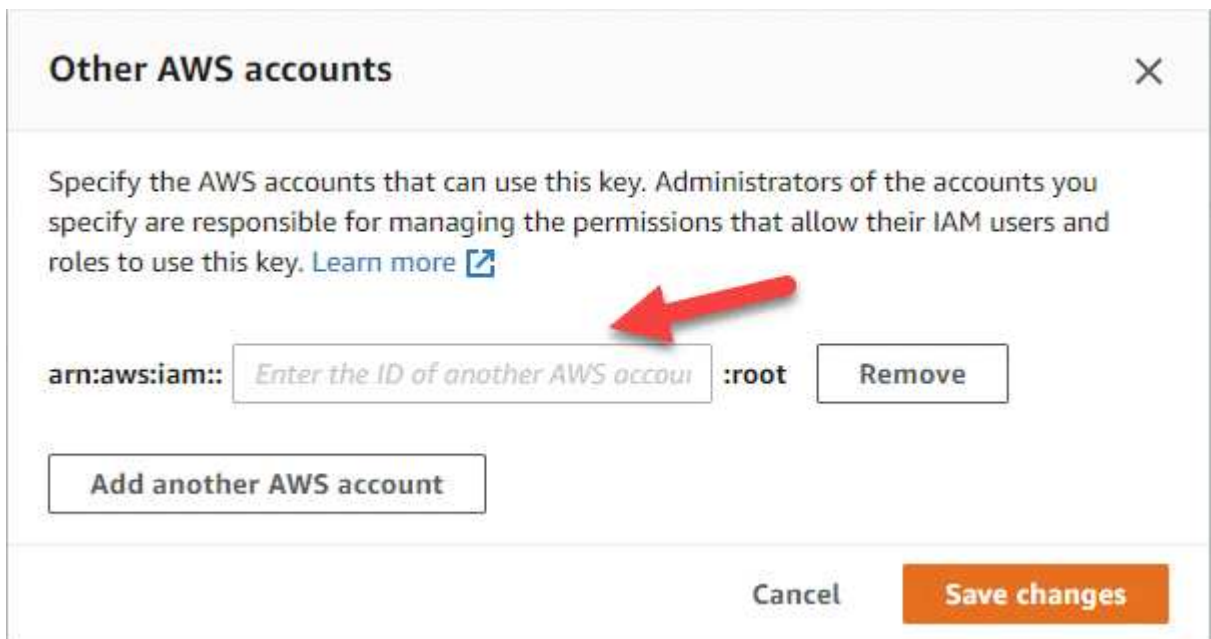 Other AWS accounts
Specify the AWS accounts that can use this key. Administrators of the accounts you
specify are responsible for managing the permissions that allow their IAM users and
roles to use this key. Learn more
arn:aws:iam:: Enter the ID of another AWS accou :root Remove
Add another AWS account
Cancel Save changes